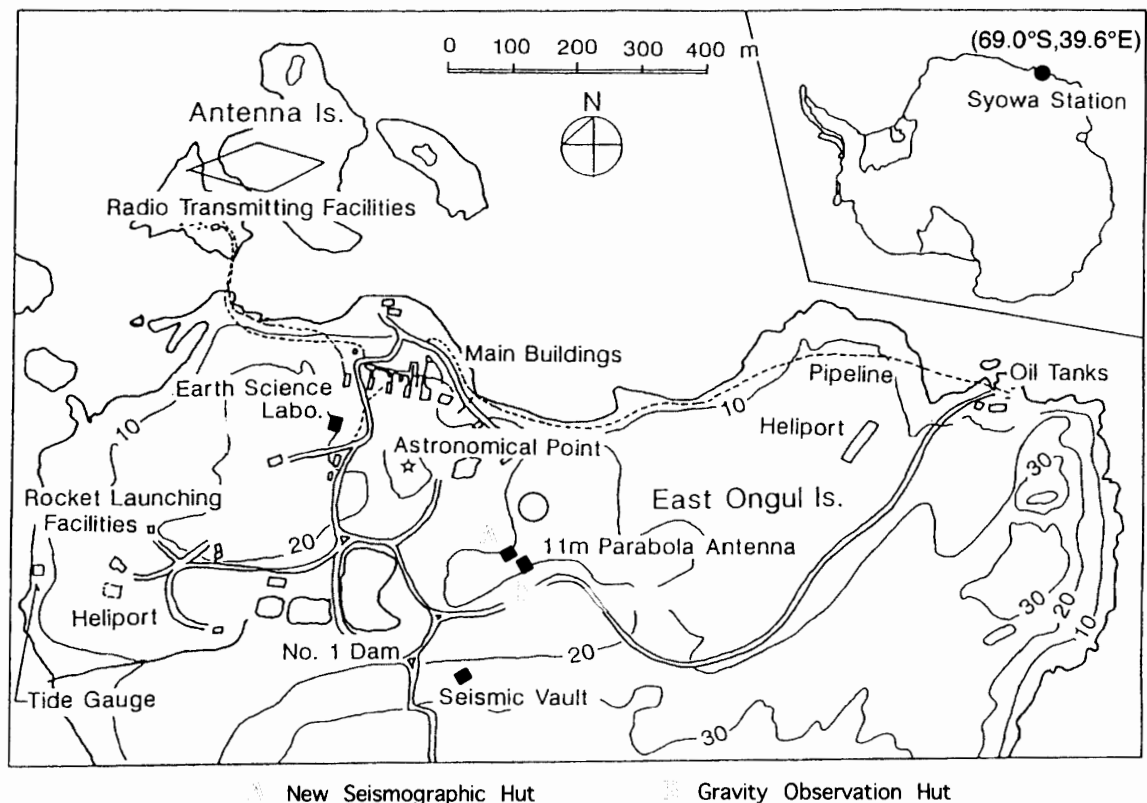 0 100 200 300 400 m
(69.0°S,39.6°E)
Syowa Station
N
Antenna Is.
Radio Transmitting Facilities
Main Buildings
Pipeline
Oil Tanks
Earth Science
Labo.
10
10
Heliport
Astronomical Point
30
Rocket Launching
Facilities
East Ongul Is.
20
A
11m Parabola Antenna
B
Heliport
30
20
10
No. 1 Dam
20
Tide Gauge
Seismic Vault
30
A New Seismographic Hut
B Gravity Observation Hut